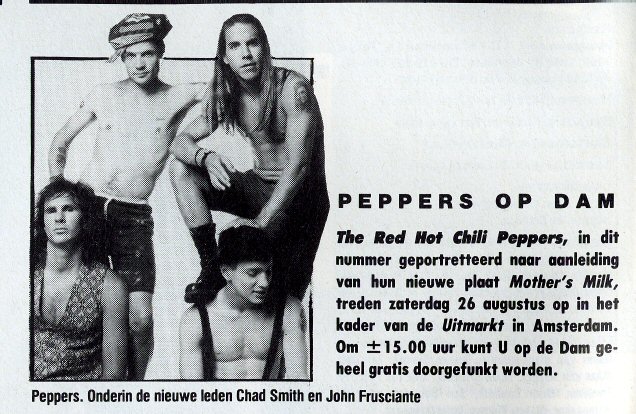 PEPPERS OP DAM
The Red Hot Chili Peppers, in dit
nummer geportretteerd naar aanleiding
van hun nieuwe plaat Mother's Milk,
treden zaterdag 26 augustus op in het
kader van de Uitmarkt in Amsterdam.
Om ±15.00 uur kunt U op de Dam ge-
heel gratis doorgefunkt worden.
Peppers. Onderin de nieuwe leden Chad Smith en John Frusciante